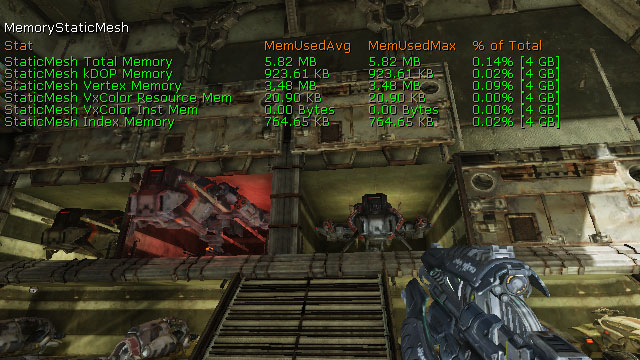 MemoryStaticMesh
Stat MemUsedAvg MemUsedMax % of Total
StaticMesh Total Memory 5.82 MB 5.82 MB 0.14% [4 GB]
StaticMesh kDOP Memory 923.61 KB 923.61 KB 0.02% [4 GB]
StaticMesh Vertex Memory 3.48 MB 3.48 MB 0.09% [4 GB]
StaticMesh VxColor Resource Mem 20.90 KB 20.90 KB 0.00% [4 GB]
StaticMesh VxColor Inst Mem 0.00 Bytes 0.00 Bytes 0.00% [4 GB]
StaticMesh Index Memory 764.65 KB 764.65 KB 0.02% [4 GB]